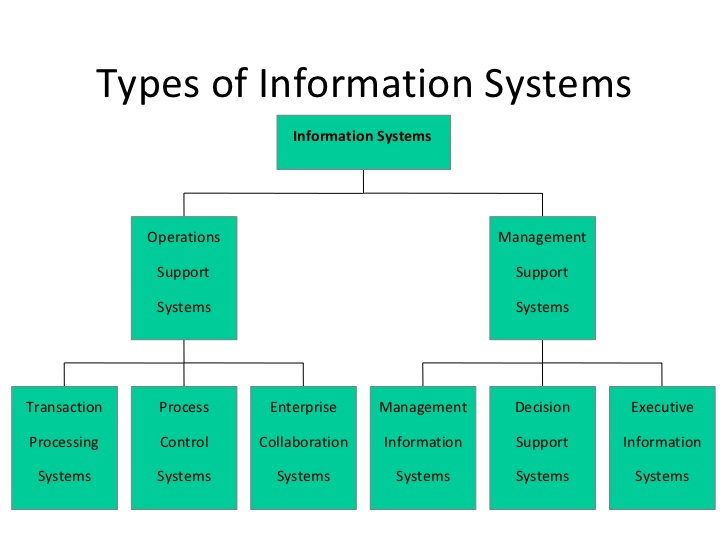 Types of Information Systems
Information Systems
Operations
Support
Systems
Management
Support
Systems
Transaction
Processing
Systems
Process
Control
Systems
Enterprise
Collaboration
Systems
Management
Information
Systems
Decision
Support
Systems
Executive
Information
Systems